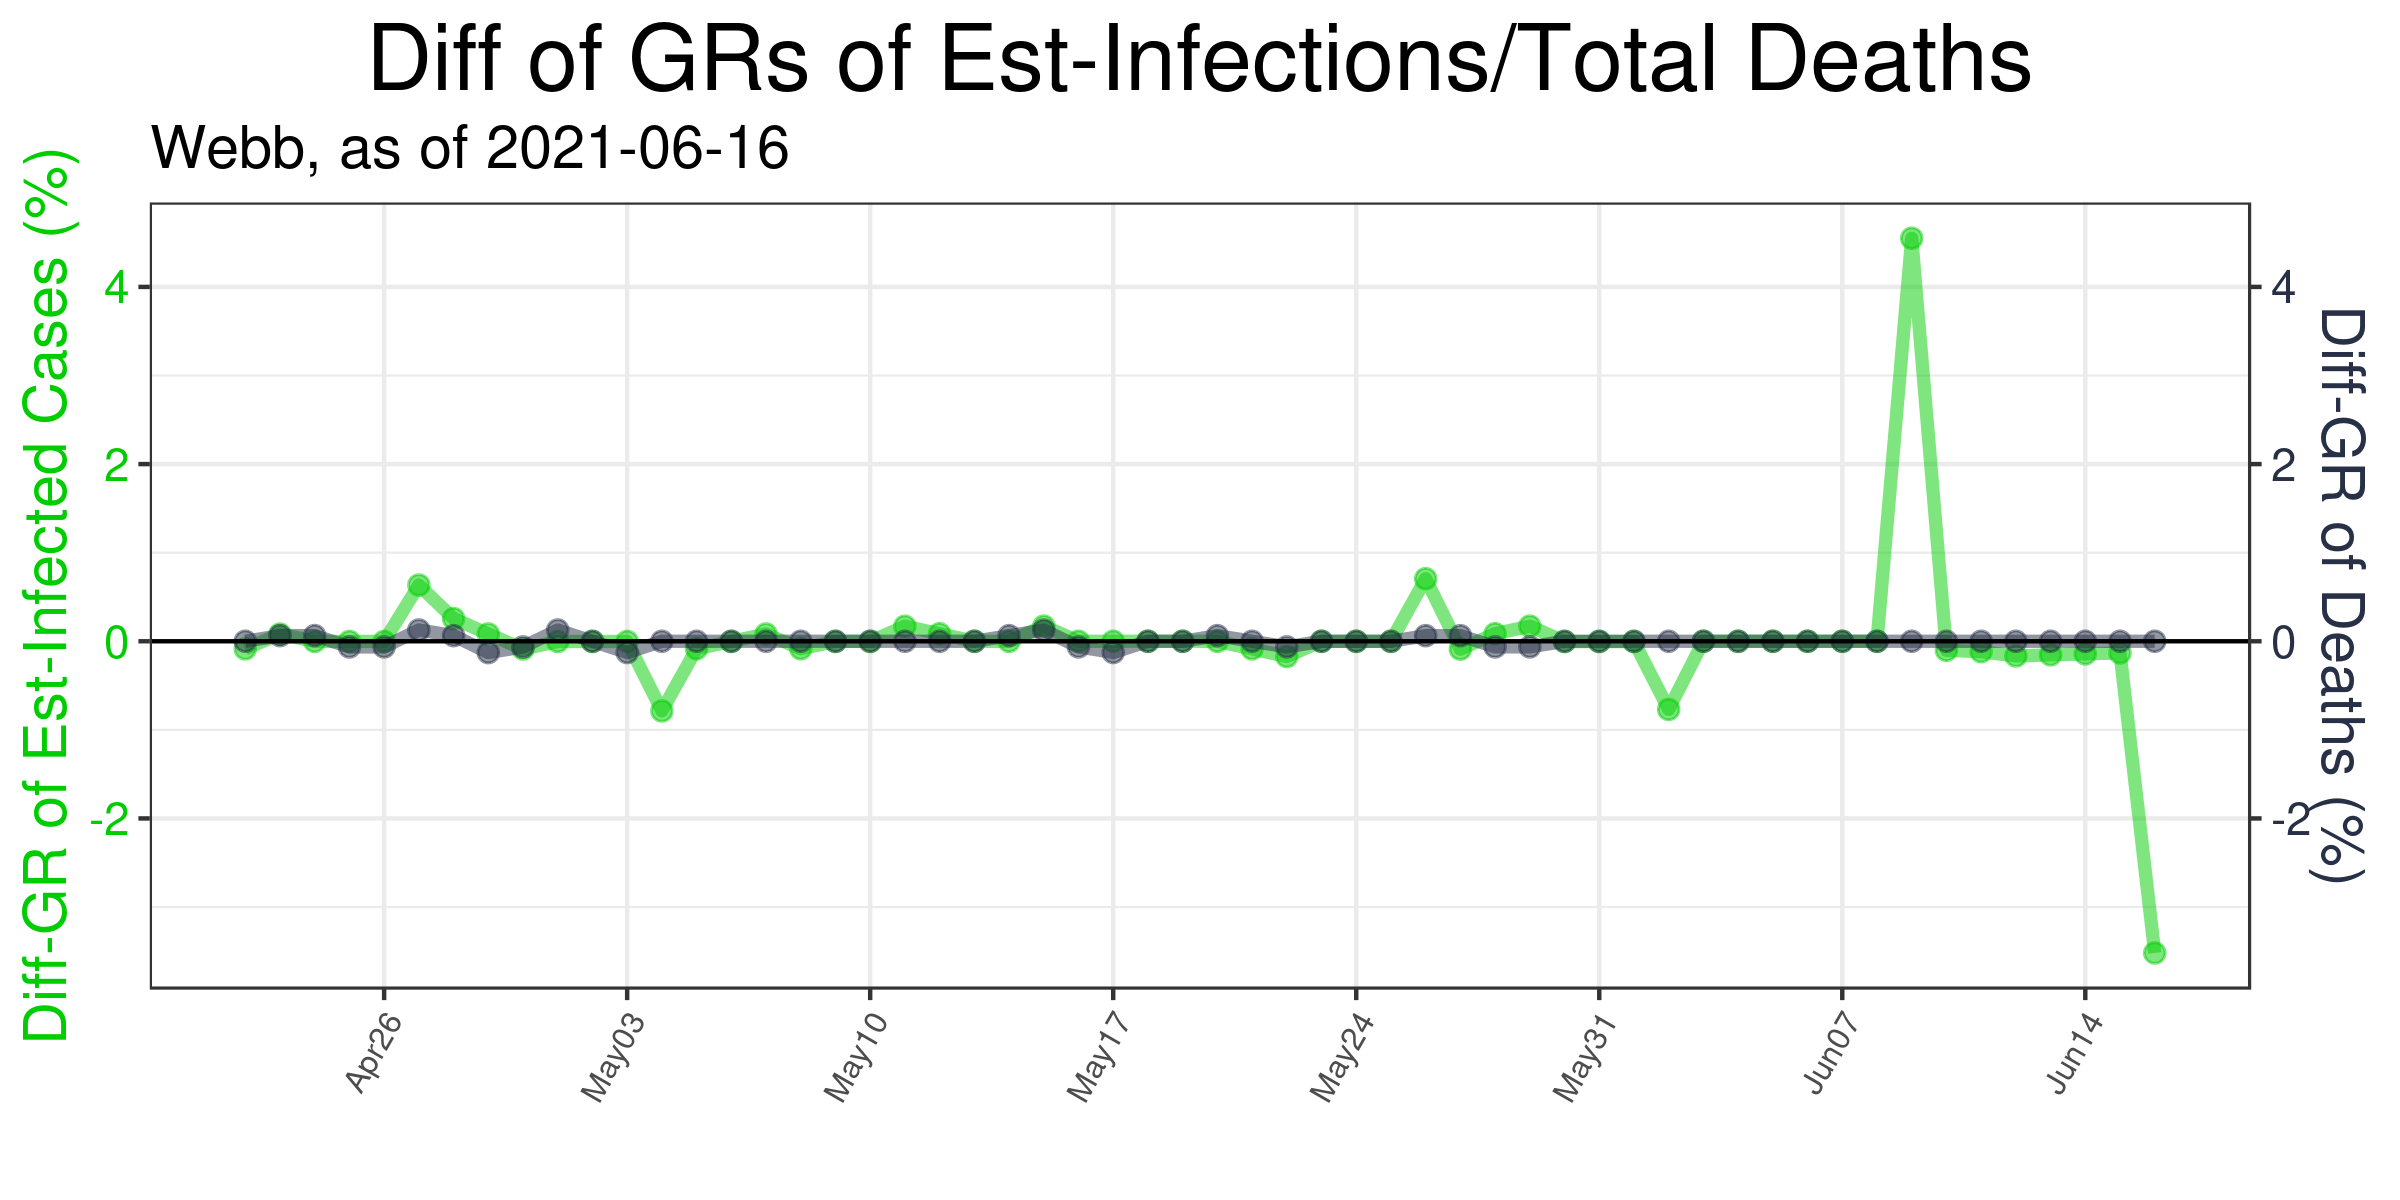 Diff of GRs of Est-Infections/Total Deaths
Webb, as of 2021-06-16
Diff-GR of Est-Infected Cases (%)
4
2
0
-2
4
2
0
-2
Diff-GR of Deaths (%)
Apr26
May03
May10
May17
May24
May31
Jun07
Jun14